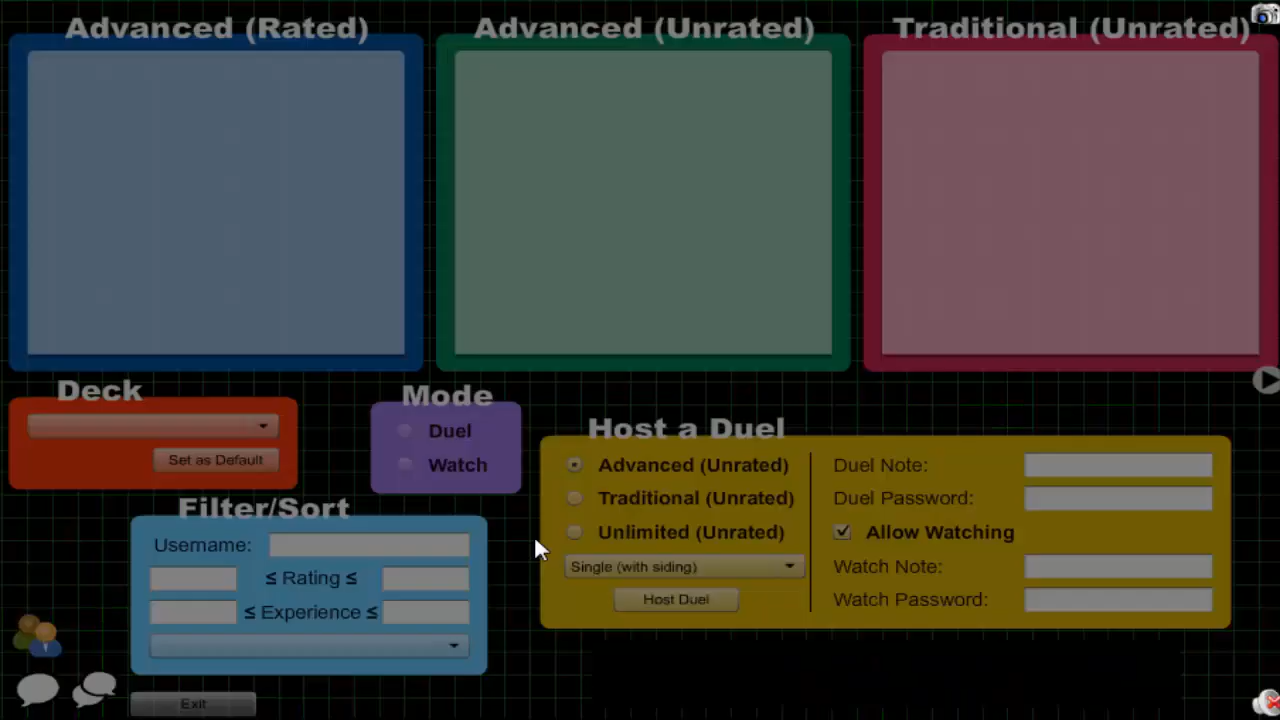 Advanced (Rated)
Advanced (Unrated)
Traditional (Unrated)
Deck
Set as Default
Mode
Duel
Watch
Filter/Sort
Username:
≤ Rating ≤
≤ Experience ≤
Exit
Host a Duel
Advanced (Unrated)
Traditional (Unrated)
Unlimited (Unrated)
Single (with siding)
Host Duel
Duel Note:
Duel Password:
Allow Watching
Watch Note:
Watch Password: